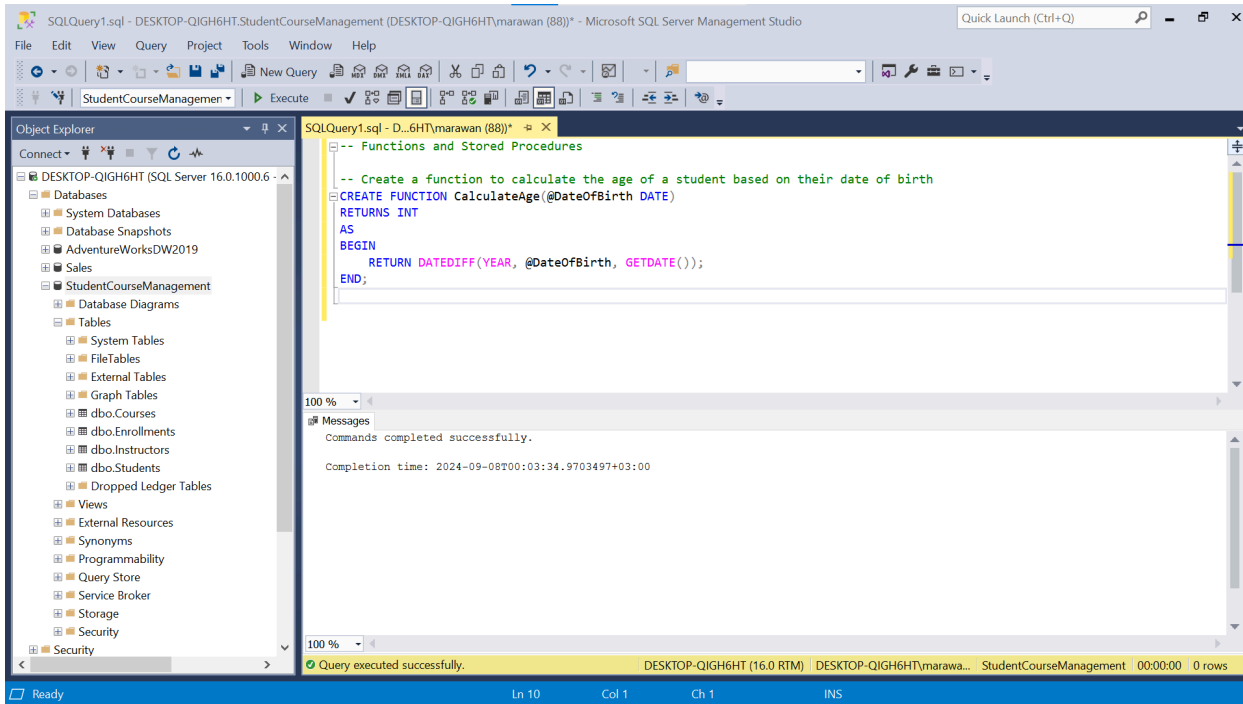 SQLQuery1.sql - DESKTOP-QIGH6HT.StudentCourseManagement (DESKTOP-QIGH6HT\marawan (88))* - Microsoft SQL Server Management Studio
Quick Launch (Ctrl+Q)
File Edit View Query Project Tools Window Help
New Query MDX DMX XMLA DAX
StudentCourseManagemen Execute
Object Explorer
Connect
DESKTOP-QIGH6HT (SQL Server 16.0.1000.6 -
Databases
System Databases
Database Snapshots
AdventureWorksDW2019
Sales
StudentCourseManagement
Database Diagrams
Tables
System Tables
FileTables
External Tables
Graph Tables
dbo.Courses
dbo.Enrollments
dbo.Instructors
dbo.Students
Dropped Ledger Tables
Views
External Resources
Synonyms
Programmability
Query Store
Service Broker
Storage
Security
Security
SQLQuery1.sql - D...6HT\marawan (88))*
-- Functions and Stored Procedures
-- Create a function to calculate the age of a student based on their date of birth
CREATE FUNCTION CalculateAge(@DateOfBirth DATE)
RETURNS INT
AS
BEGIN
RETURN DATEDIFF(YEAR, @DateOfBirth, GETDATE());
END;
100 %
Messages
Commands completed successfully.
Completion time: 2024-09-08T00:03:34.9703497+03:00
100 %
Query executed successfully. DESKTOP-QIGH6HT (16.0 RTM) DESKTOP-QIGH6HT\marawa... StudentCourseManagement 00:00:00 0 rows
Ready Ln 10 Col 1 Ch 1 INS